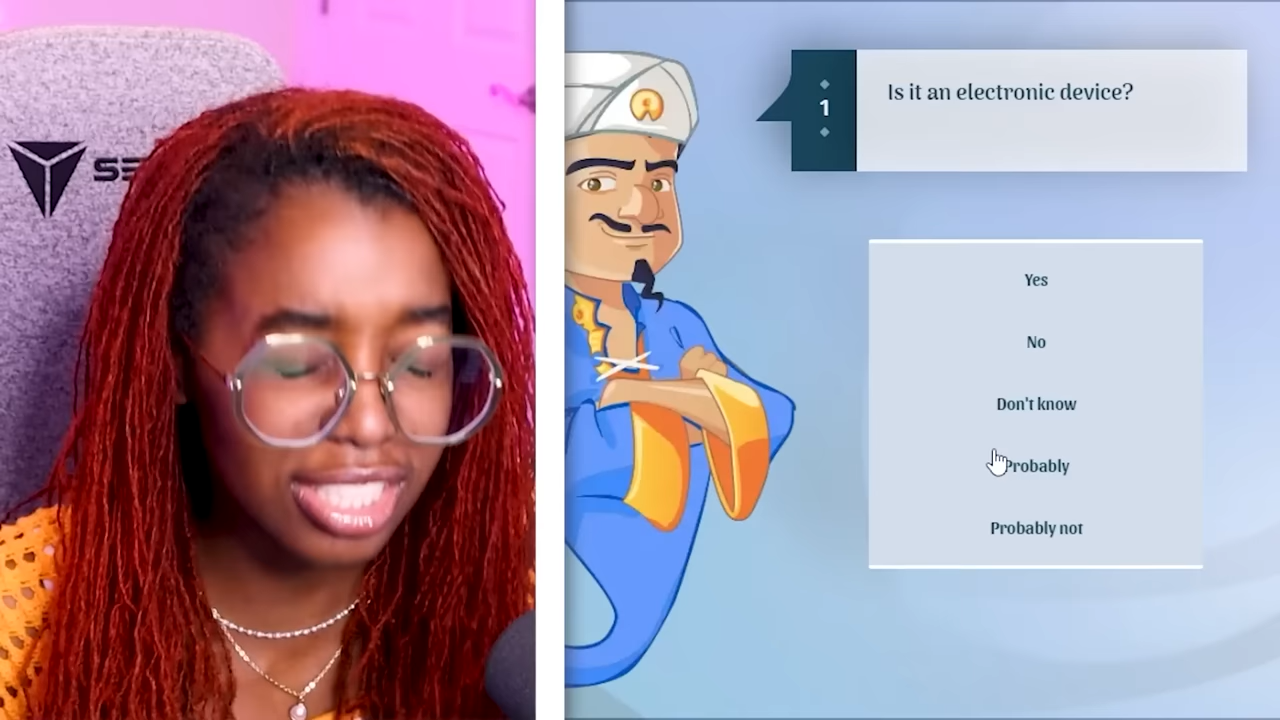 1
Is it an electronic device?
Yes
No
Don't know
Probably
Probably not